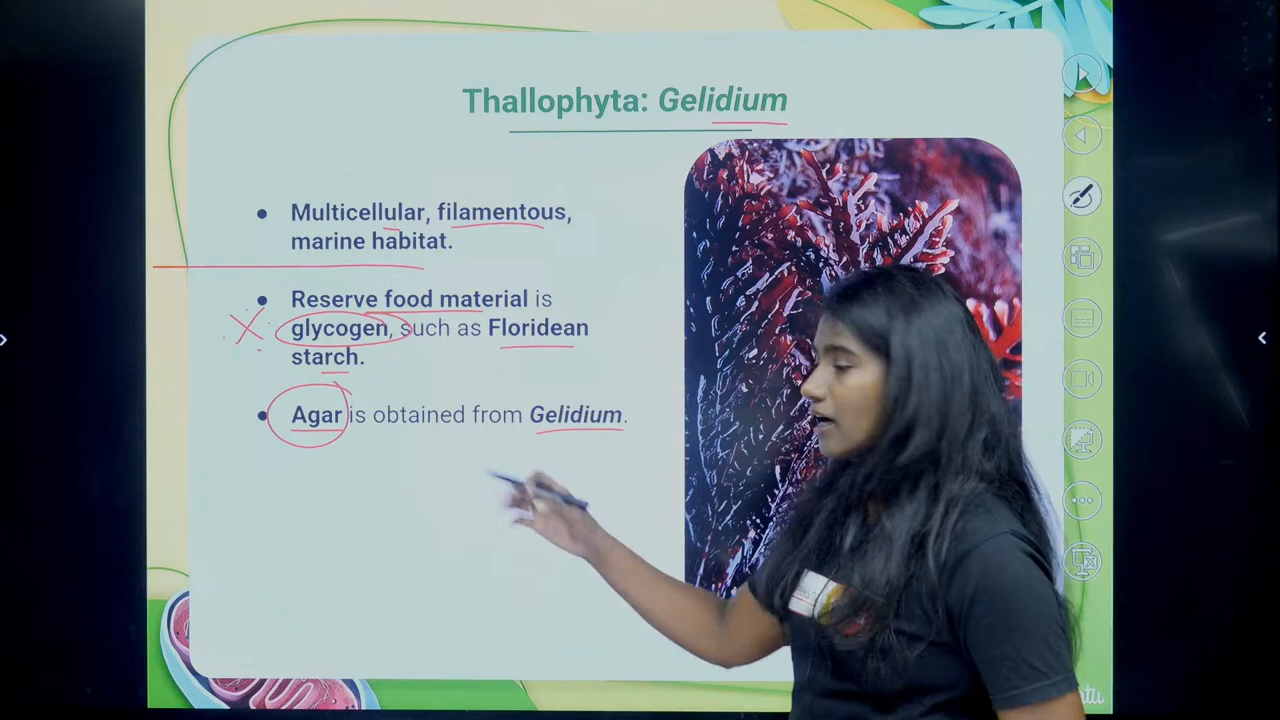 Thallophyta: Gelidium
• Multicellular, filamentous,
marine habitat.
• Reserve food material is
glycogen, such as Floridean
starch.
• Agar is obtained from Gelidium.